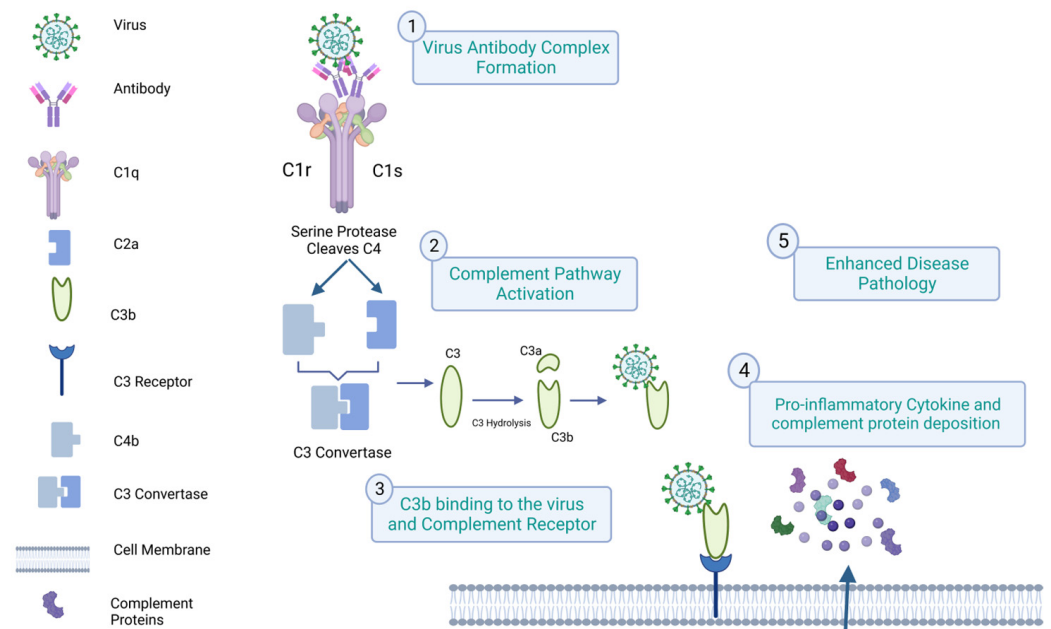 Virus
Antibody
C1q
C2a
C3b
C3 Receptor
C4b
C3 Convertase
Cell Membrane
Complement
Proteins
1
Virus Antibody Complex
Formation
C1r
C1s
Serine Protease
Cleaves C4
2
Complement Pathway
Activation
C3 Convertase
C3
C3 Hydrolysis
C3a
C3b
3
C3b binding to the virus
and Complement Receptor
4
Pro-inflammatory Cytokine and
complement protein deposition
5
Enhanced Disease
Pathology